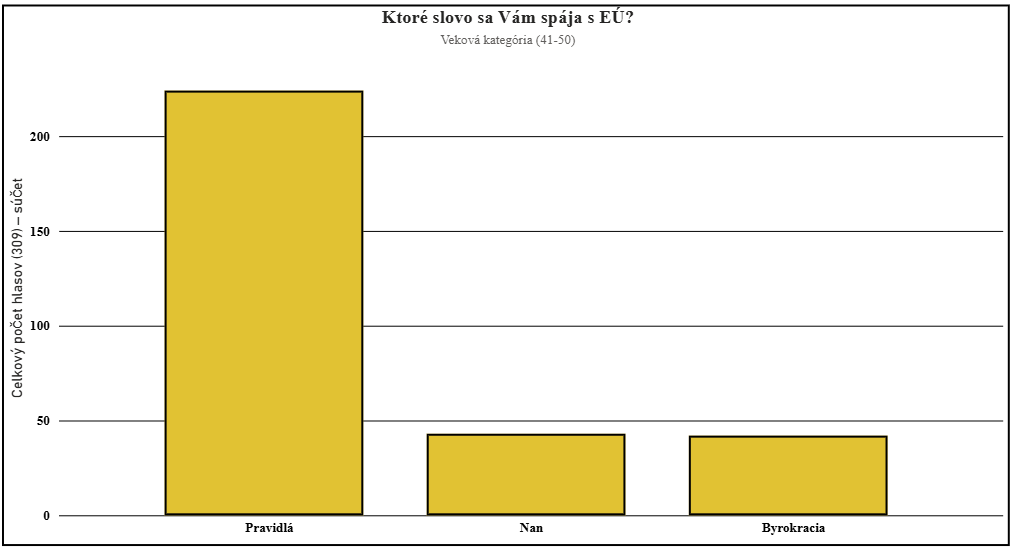 Ktoré slovo sa Vám spája s EÚ?
Veková kategória (41-50)
Celkový počet hlasov (309) – súčet
200
150
100
50
0
Pravidlá
Nan
Byrokracia